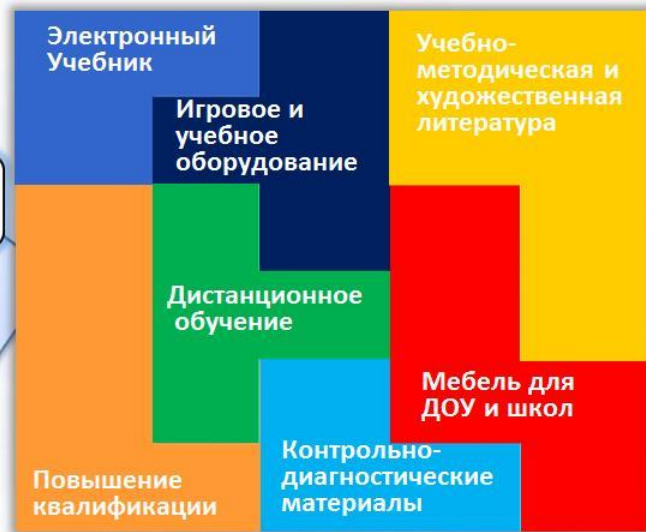 Электронный
Учебник
Учебно-
методическая и
художественная
литература
Игровое и
учебное
оборудование
Дистанционное
обучение
Мебель для
ДОУ и школ
Контрольно-
диагностические
материалы
Повышение
квалификации